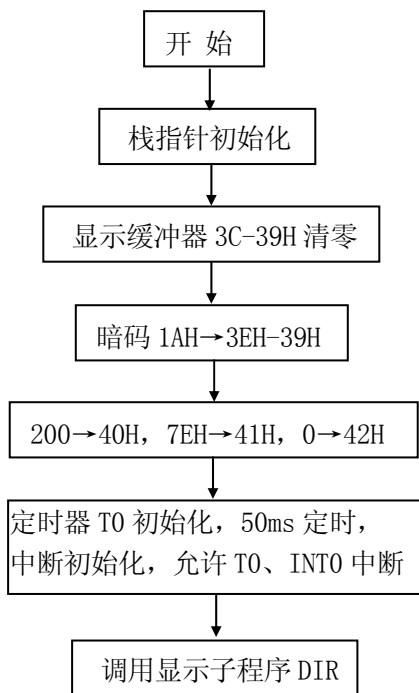 开 始
栈指针初始化
显示缓冲器 3C-39H 清零
暗码 1AH→3EH-39H
200→40H，7EH→41H，0→42H
定时器 T0 初始化，50ms 定时，
中断初始化，允许 T0、INT0 中断
调用显示子程序 DIR